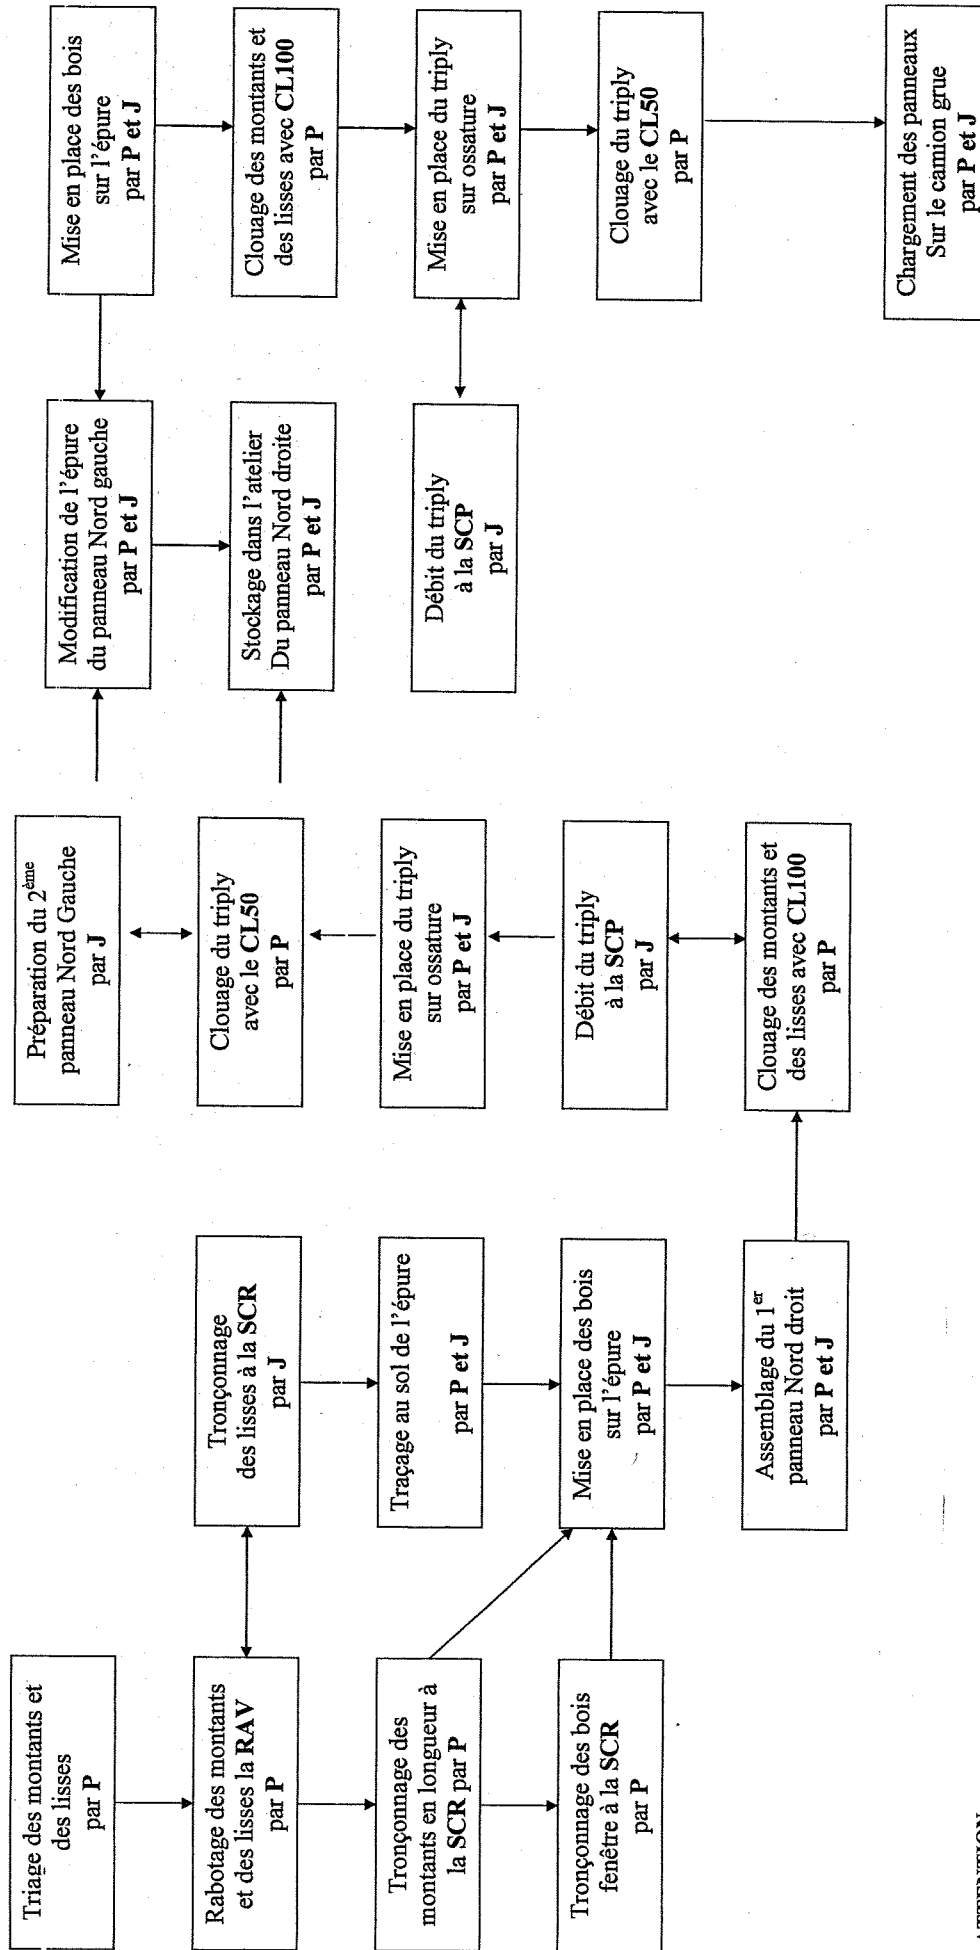 Triage des montants et
des lisses
par P
Rabotage des montants
et des lisses la RAV
par P
Tronçonnage des
montants en longueur à
la SCR par P
Tronçonnage des bois
fenêtre à la SCR
par P
Tronçonnage
des lisses à la SCR
par J
Traçage au sol de l'épure
par P et J
Mise en place des bois
sur l'épure
par P et J
Assemblage du 1er
panneau Nord droit
par P et J
Préparation du 2ème
panneau Nord Gauche
par J
Clouage du triply
avec le CL50
par P
Mise en place du triply
sur ossature
par P et J
Débit du triply
à la SCP
par J
Clouage des montants et
des lisses avec CL100
par P
Modification de l'épure
du panneau Nord gauche
par P et J
Stockage dans l'atelier
Du panneau Nord droite
par P et J
Débit du triply
à la SCP
par J
Mise en place des bois
sur l'épure
par P et J
Clouage des montants et
des lisses avec CL100
par P
Mise en place du triply
sur ossature
par P et J
Clouage du triply
avec le CL50
par P
Chargement des panneaux
Sur le camion grue
par P et J